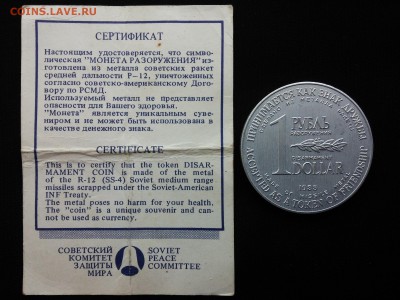 COINS.LAVE.RU
СЕРТИФИКАТ
Настоящим удостоверяется, что симво-
лическая "МОНЕТА РАЗОРУЖЕНИЯ" из-
готовлена из металла советских ракет
средней дальности Р-12, уничтоженных
согласно советско-американскому Дого-
вору по РСМД.
Используемый металл не представляет
опасности для Вашего здоровья.
"Монета" является уникальным суве-
ниром и не может быть использована в
качестве денежного знака.
CERTIFICATE
This is to certify that the token DISAR-
MAMENT COIN is made of the metal
of the R-12 (SS-4) Soviet medium range
missiles scrapped under the Soviet-American
INF Treaty.
The metal poses no harm for your health.
The "coin" is a unique souvenir and can-
not be used as currency.
СОВЕТСКИЙ
КОМИТЕТ
ЗАЩИТЫ
МИРА
SOVIET
PEACE
COMMITTEE
ПРИНИМАЕТСЯ КАК ЗНАК ДРУЖБЫ
1 РУБЛЬ
DOLLAR
1988
ACCEPTED AS A TOKEN OF FRIENDSHIP